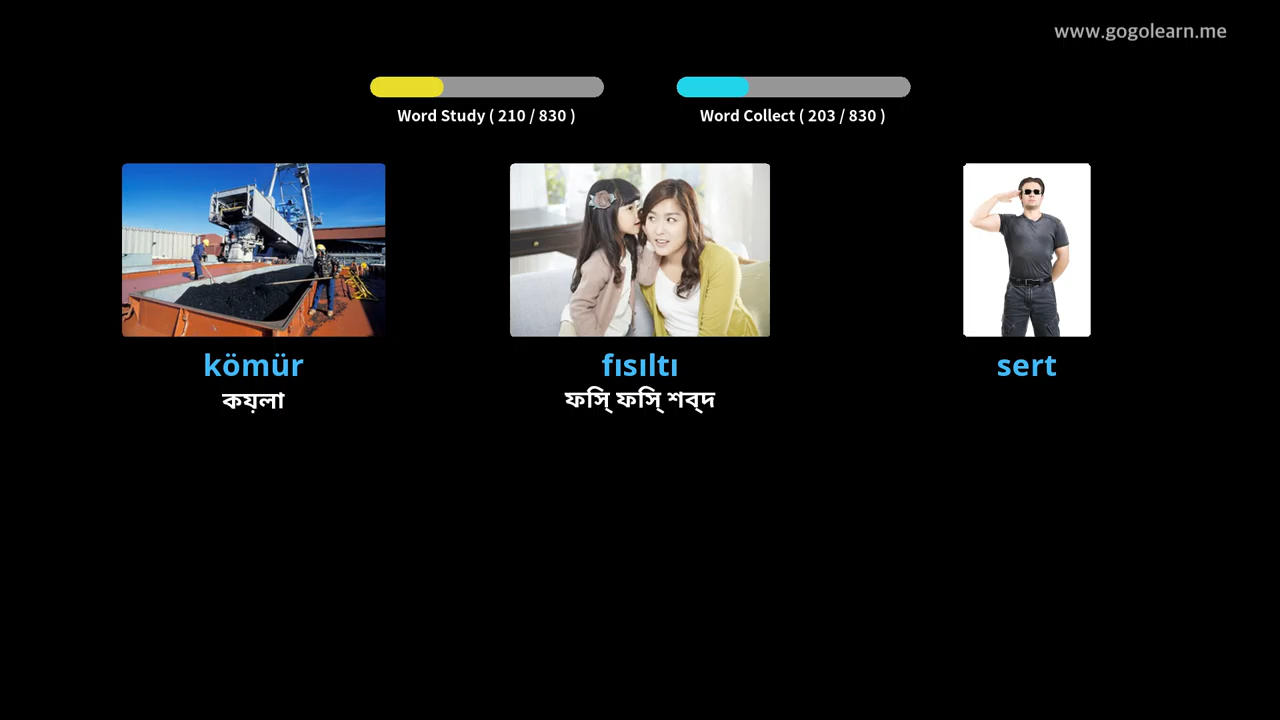 www.gogolearn.me
Word Study ( 210 / 830 )
Word Collect ( 203 / 830 )
kömür
fısıltı
sert
কয়লা
ফিস্ ফিস্ শব্দ